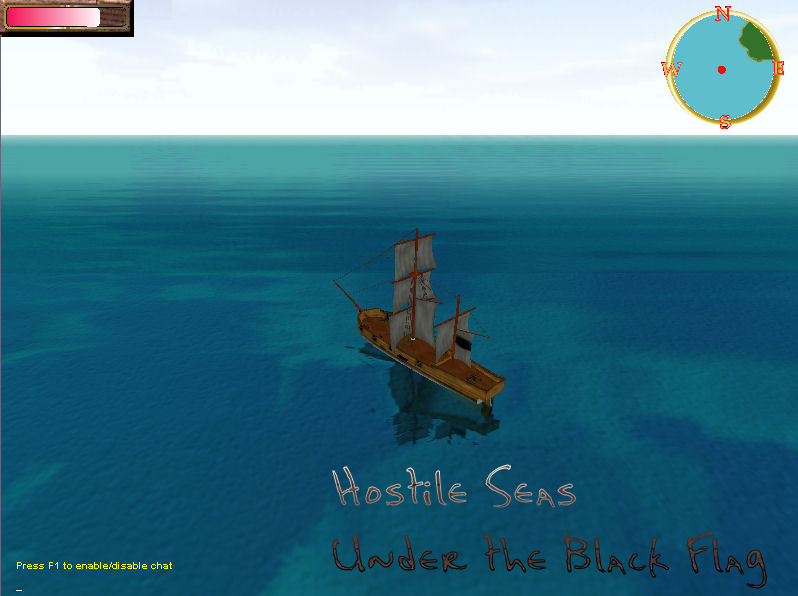 N
W
E
S
Hostile Seas
Under the Black Flag
Press F1 to enable/disable chat
_